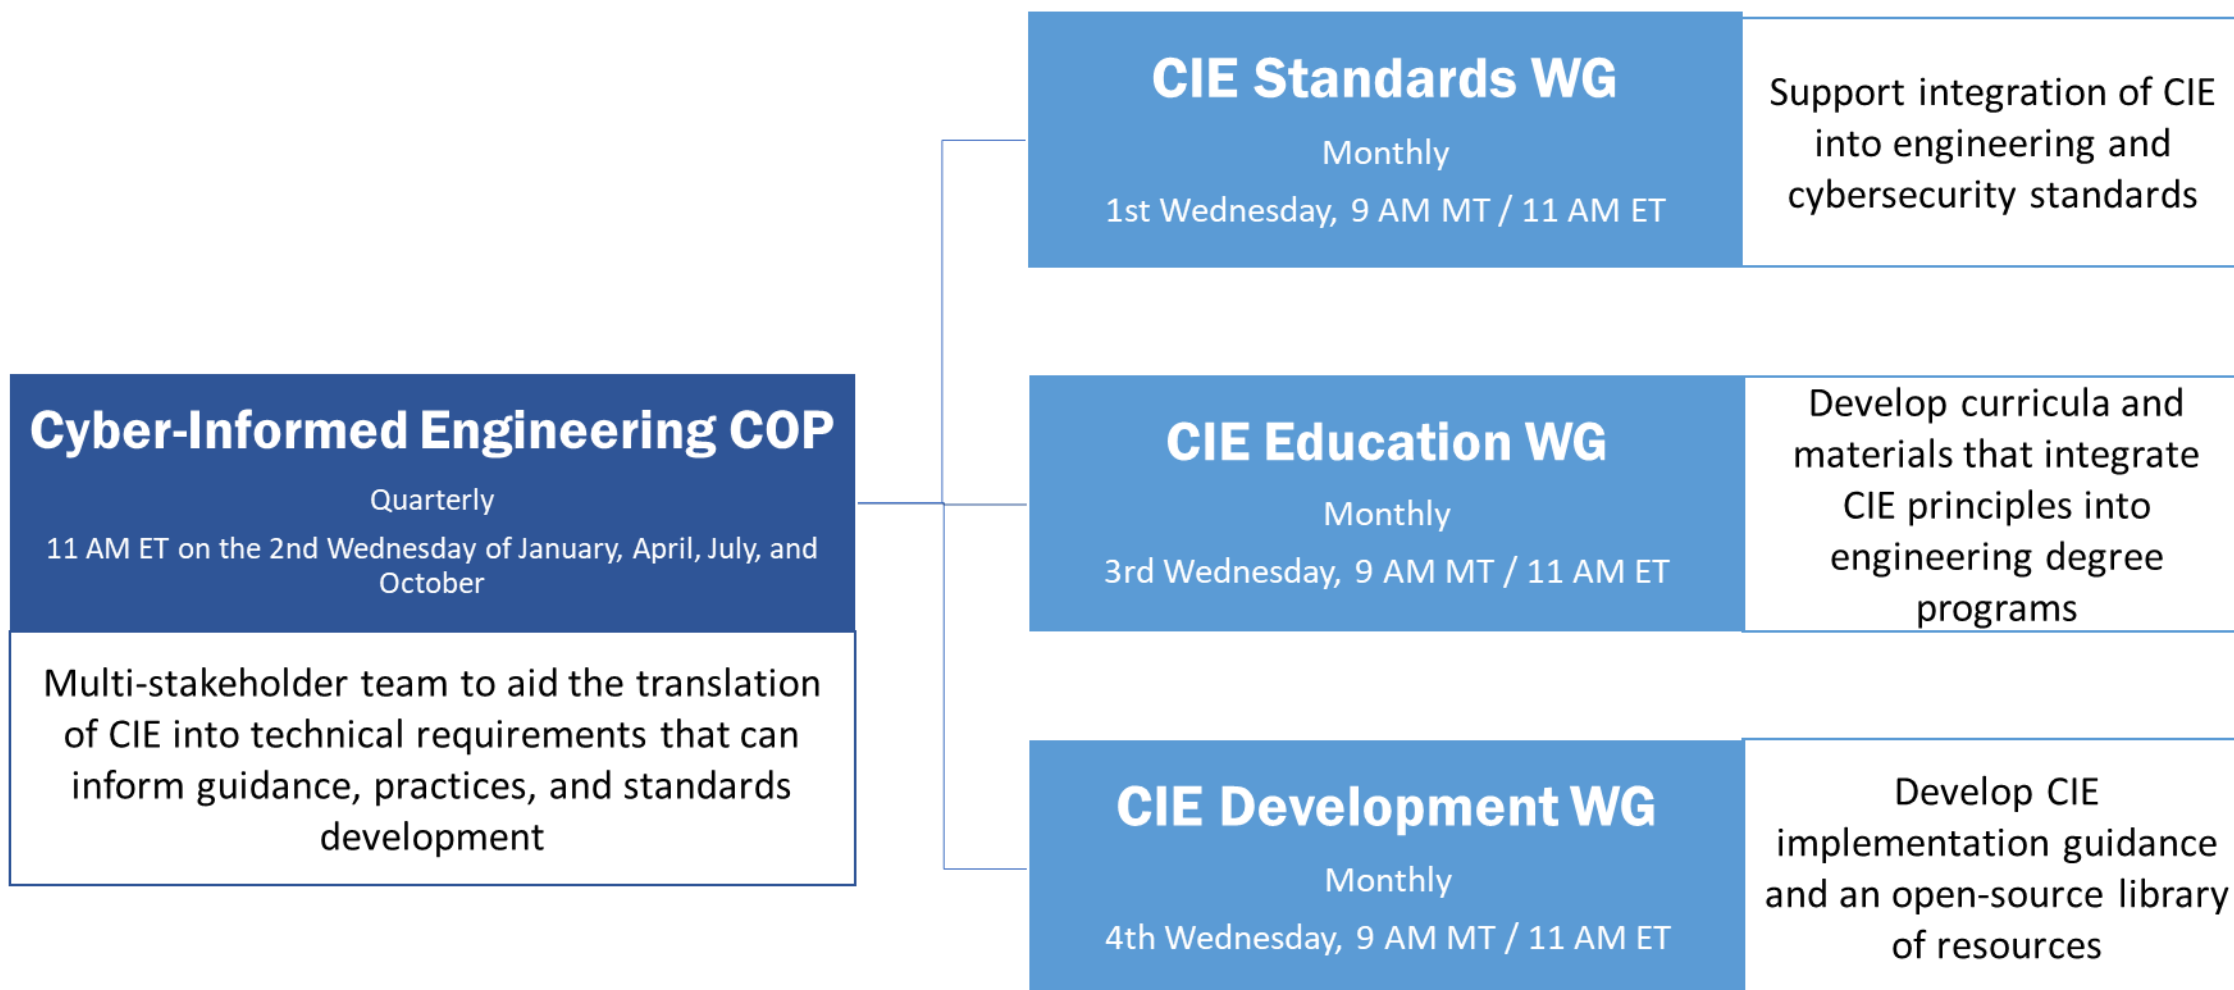 Cyber-Informed Engineering COP
Quarterly
11 AM ET on the 2nd Wednesday of January, April, July, and
October
Multi-stakeholder team to aid the translation
of CIE into technical requirements that can
inform guidance, practices, and standards
development
CIE Standards WG
Monthly
1st Wednesday, 9 AM MT / 11 AM ET
Support integration of CIE
into engineering and
cybersecurity standards
CIE Education WG
Monthly
3rd Wednesday, 9 AM MT / 11 AM ET
Develop curricula and
materials that integrate
CIE principles into
engineering degree
programs
CIE Development WG
Monthly
4th Wednesday, 9 AM MT / 11 AM ET
Develop CIE
implementation guidance
and an open-source library
of resources